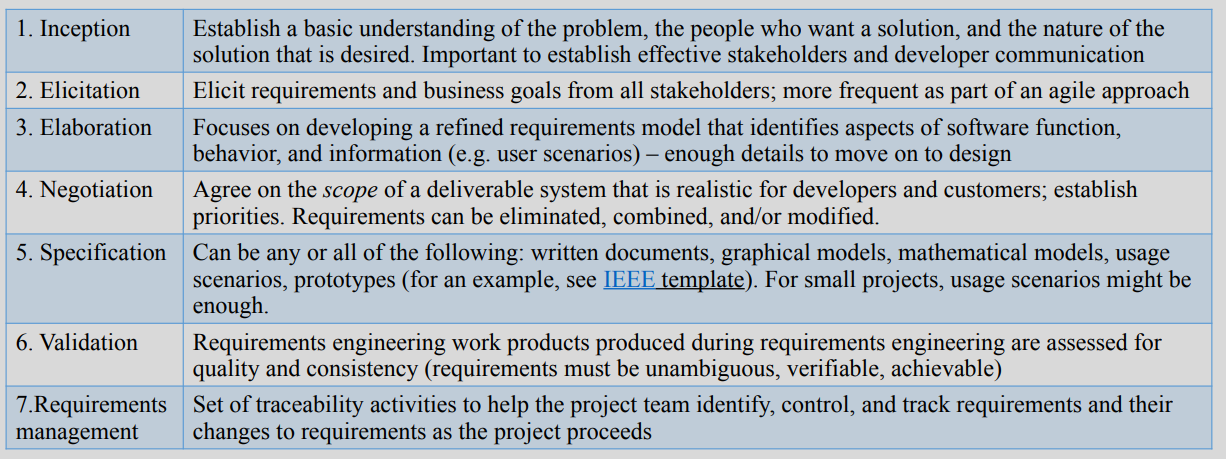 1. Inception
Establish a basic understanding of the problem, the people who want a solution, and the nature of the
solution that is desired. Important to establish effective stakeholders and developer communication
2. Elicitation
Elicit requirements and business goals from all stakeholders; more frequent as part of an agile approach
3. Elaboration
Focuses on developing a refined requirements model that identifies aspects of software function,
behavior, and information (e.g. user scenarios) – enough details to move on to design
4. Negotiation
Agree on the scope of a deliverable system that is realistic for developers and customers; establish
priorities. Requirements can be eliminated, combined, and/or modified.
5. Specification
Can be any or all of the following: written documents, graphical models, mathematical models, usage
scenarios, prototypes (for an example, see IEEE template). For small projects, usage scenarios might be
enough.
6. Validation
Requirements engineering work products produced during requirements engineering are assessed for
quality and consistency (requirements must be unambiguous, verifiable, achievable)
7.Requirements
management
Set of traceability activities to help the project team identify, control, and track requirements and their
changes to requirements as the project proceeds